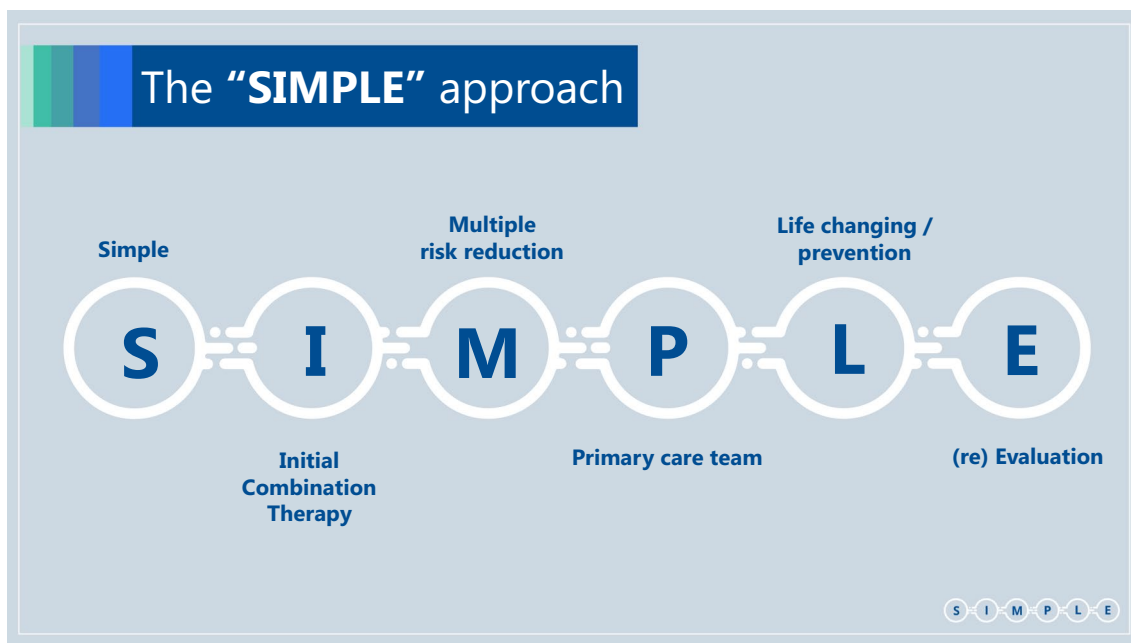 The “SIMPLE” approach
Simple
Multiple
risk reduction
Life changing /
prevention
S I M P L E
Initial
Combination
Therapy
Primary care team
(re) Evaluation
S I M P L E